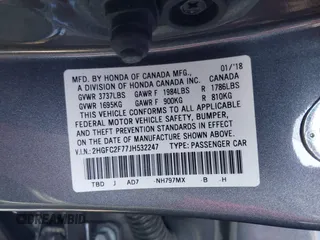 MFD. BY HONDA OF CANADA MFG., 01/'18
A DIVISION OF HONDA CANADA INC. CANADA
GVWR 3737LBS GAWR F 1984LBS R 1786LBS
GVWR 1695KG GAWR F 900KG R 810KG
THIS VEHICLE CONFORMS TO ALL APPLICABLE
FEDERAL MOTOR VEHICLE SAFETY, BUMPER,
AND THEFT PREVENTION STANDARDS IN EFFECT
ON THE DATE OF MANUFACTURE SHOWN ABOVE.
V.I.N.: 2HGFC2F77JH532247 TYPE: PASSENGER CAR
TBD J AD7 -NH797MX -B -H
© AutoBidMaster